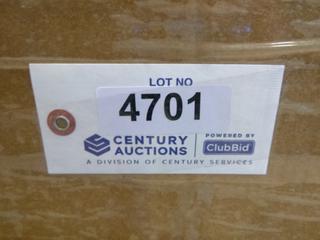 LOT NO
4701
CENTURY AUCTIONS
POWERED BY
ClubBid
A DIVISION OF CENTURY SERVICES